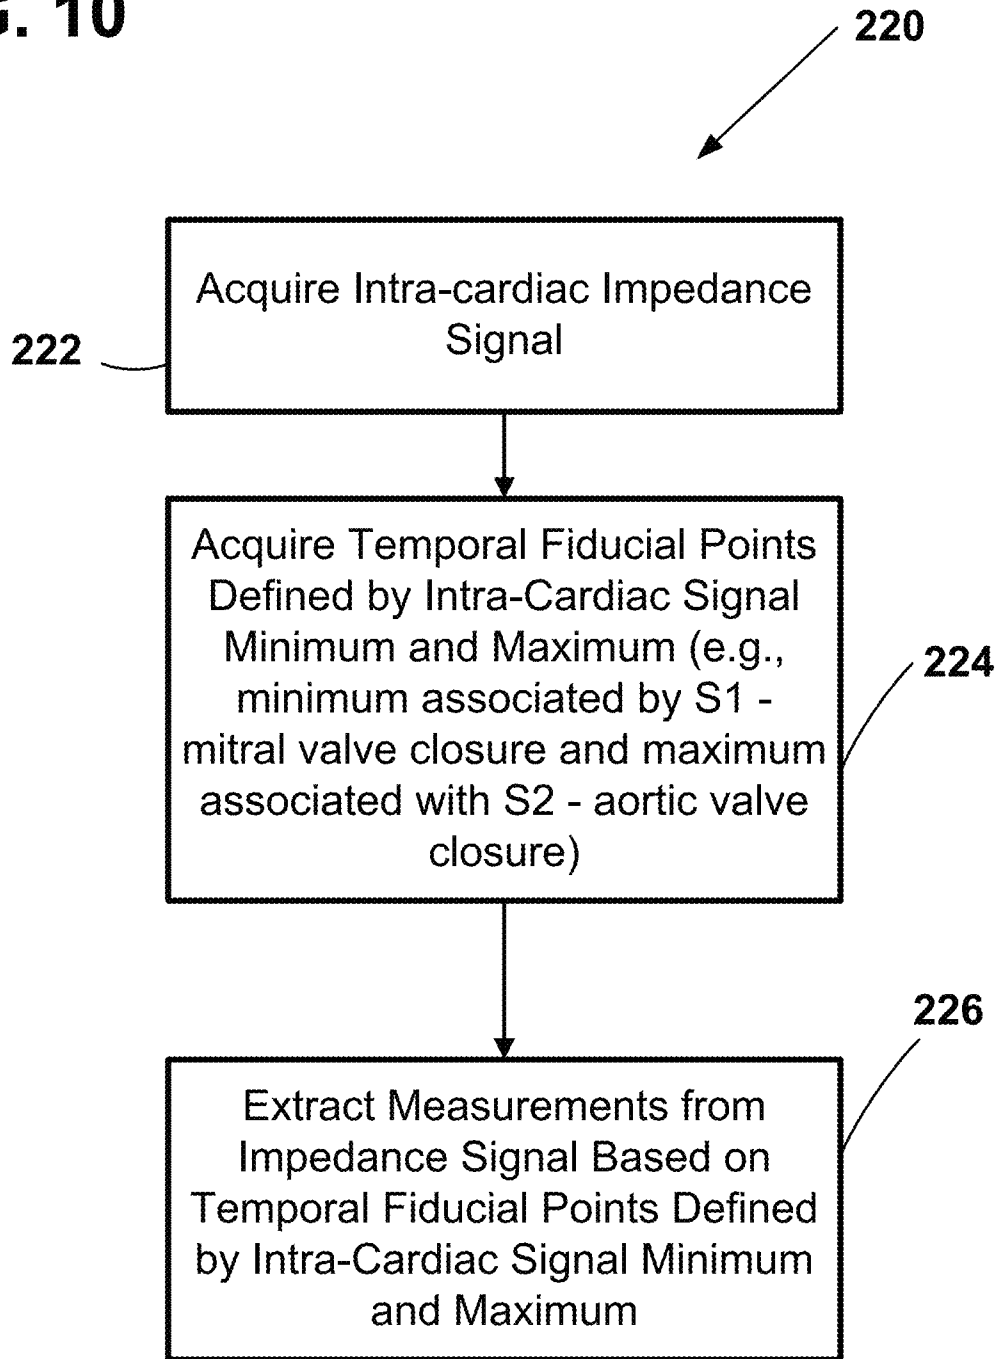 G. 10
220
Acquire Intra-cardiac Impedance
Signal
222
Acquire Temporal Fiducial Points
Defined by Intra-Cardiac Signal
Minimum and Maximum (e.g.,
minimum associated by S1 -
mitral valve closure and maximum
associated with S2 - aortic valve
closure)
224
226
Extract Measurements from
Impedance Signal Based on
Temporal Fiducial Points Defined
by Intra-Cardiac Signal Minimum
and Maximum